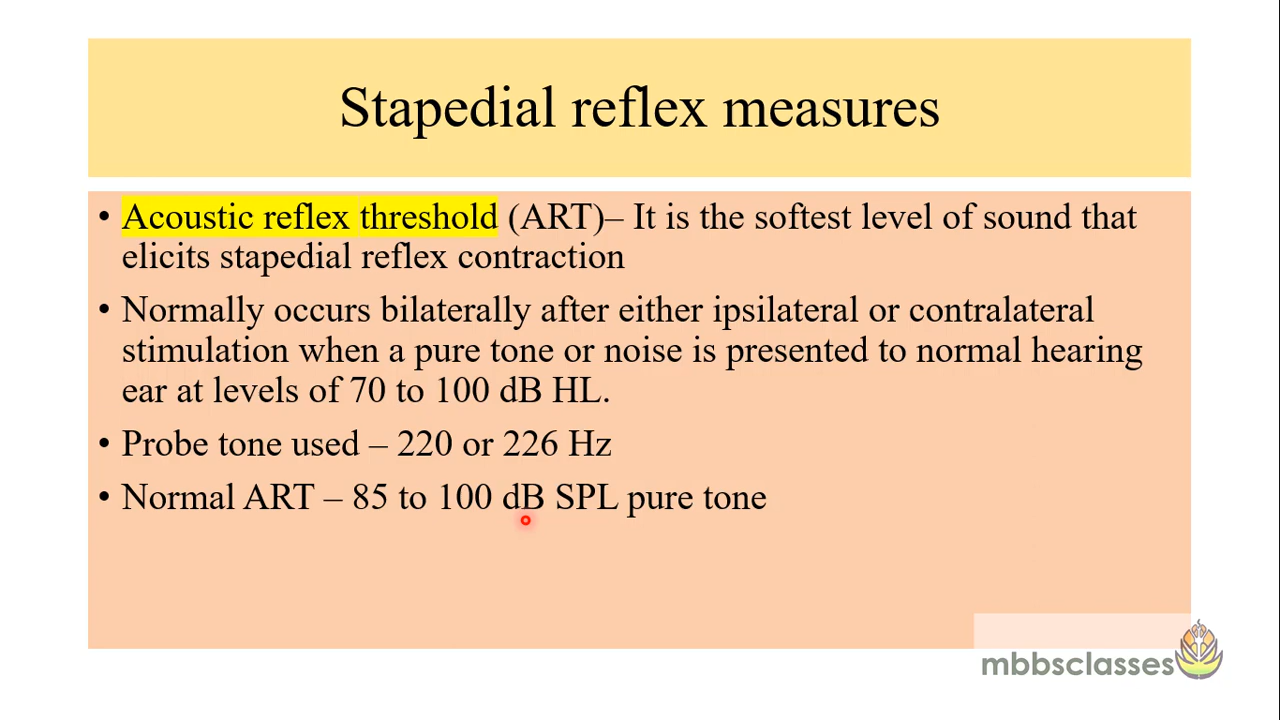 Stapedial reflex measures
• Acoustic reflex threshold (ART)– It is the softest level of sound that
elicits stapedial reflex contraction
• Normally occurs bilaterally after either ipsilateral or contralateral
stimulation when a pure tone or noise is presented to normal hearing
ear at levels of 70 to 100 dB HL.
• Probe tone used – 220 or 226 Hz
• Normal ART – 85 to 100 dB SPL pure tone
mbbsclasses